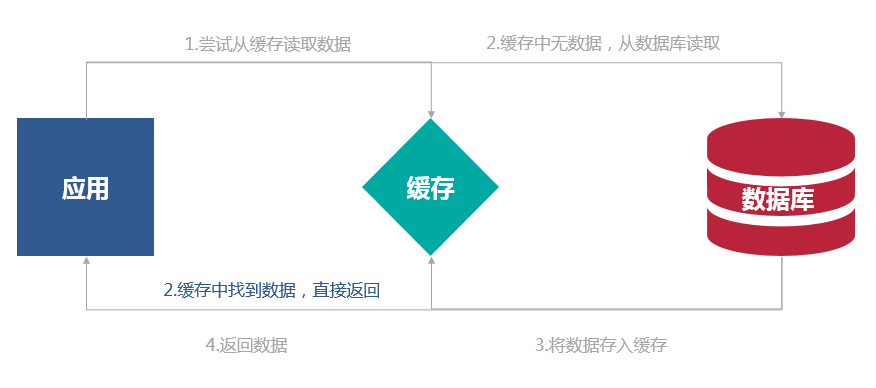 1.尝试从缓存读取数据
2.缓存中无数据，从数据库读取
应用
缓存
数据库
2.缓存中找到数据，直接返回
4.返回数据
3.将数据存入缓存